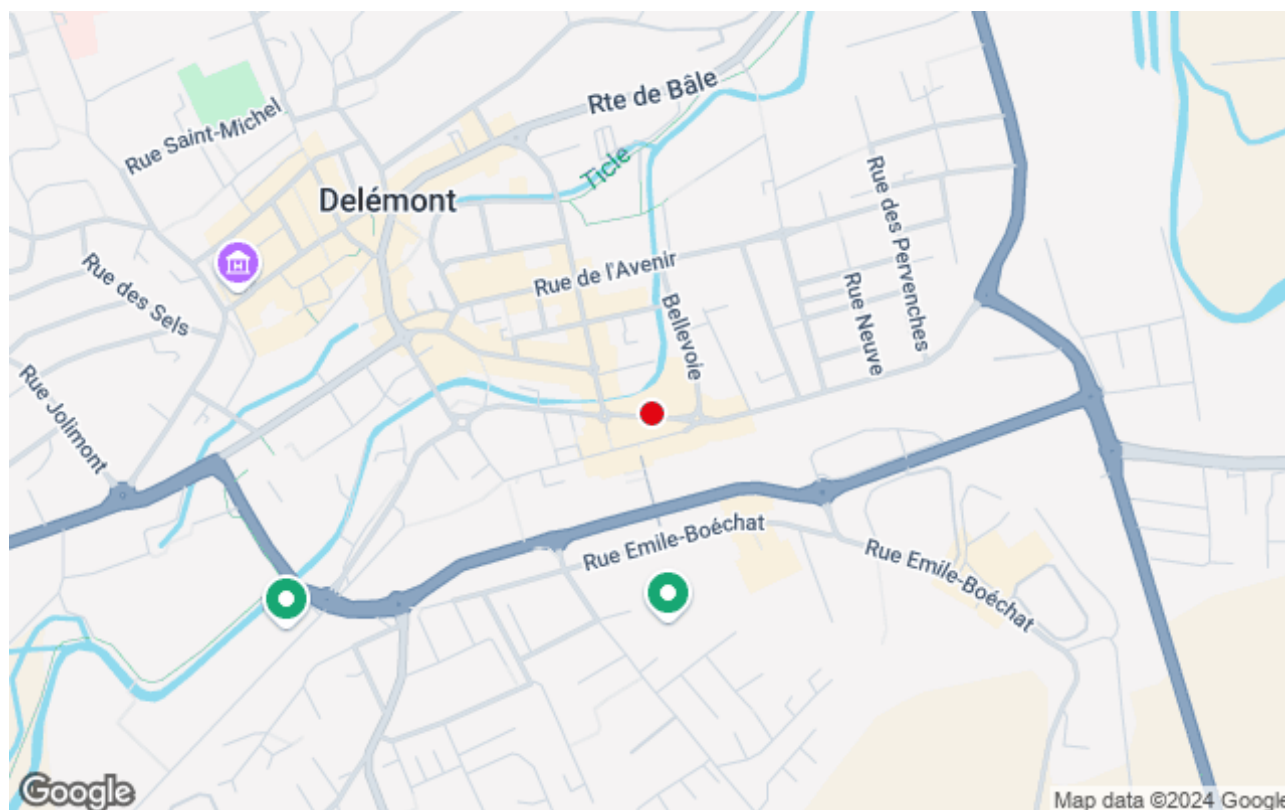 Rte de Bâle
Rue Saint-Michel
Ticle
Delémont
Rue des Pervenches
Rue des Sels
Rue de l'Avenir
Bellevoie
Rue Neuve
Rue Jolimont
Rue Emile-Boéchat
Rue Emile-Boéchat
Google
Map data ©2024 Google